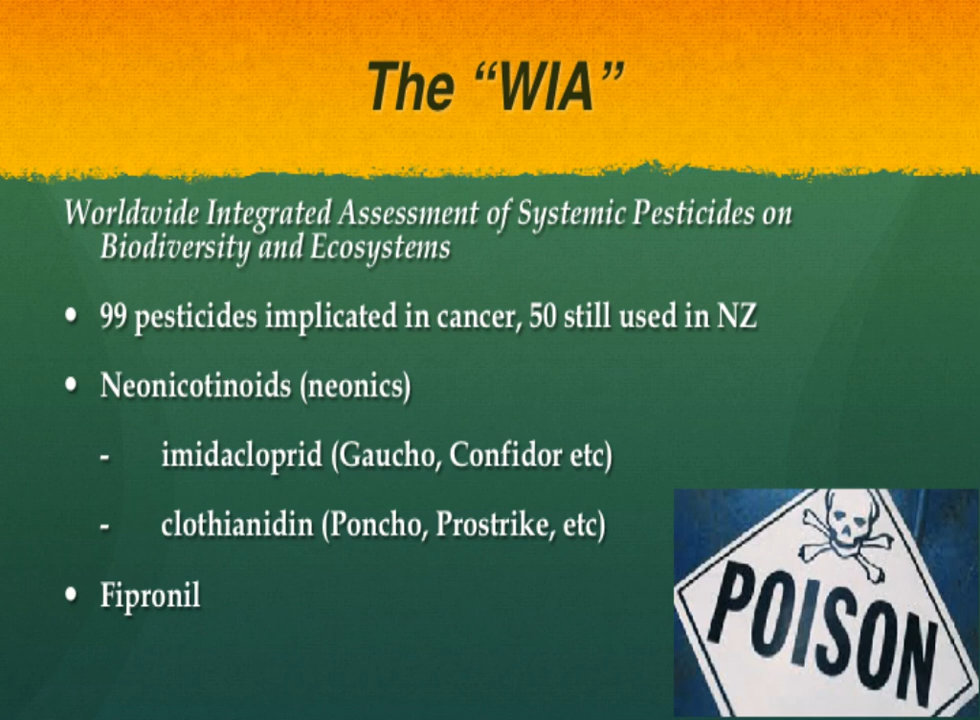 The “WIA”
Worldwide Integrated Assessment of Systemic Pesticides on
Biodiversity and Ecosystems
• 99 pesticides implicated in cancer, 50 still used in NZ
• Neonicotinoids (neonics)
- imidacloprid (Gaucho, Confidor etc)
- clothianidin (Poncho, Prostrike, etc)
• Fipronil
POISON